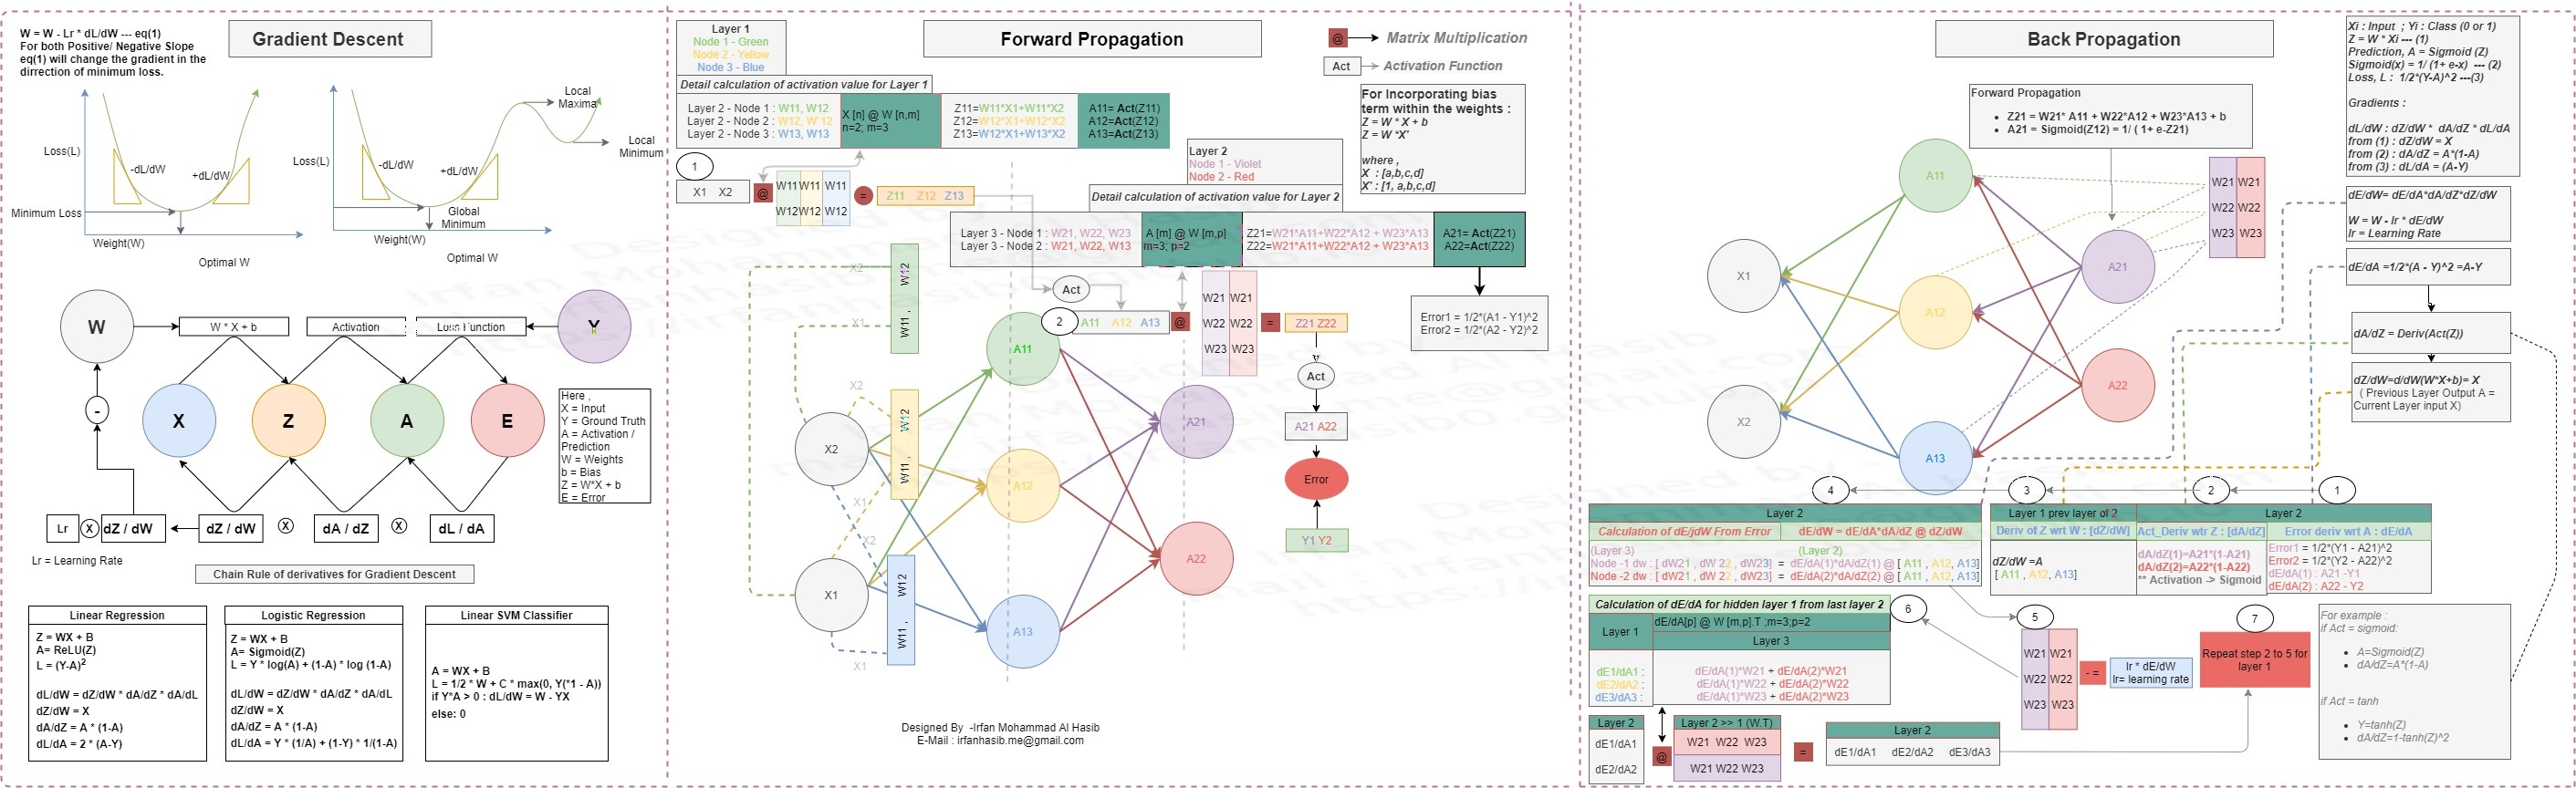 W = W - Lr * dL/dW --- eq(1)
For both Positive/ Negative Slope
eq(1) will change the gradient in the
dirrection of minimum loss.
Gradient Descent
Loss(L)
-dL/dW
+dL/dW
Minimum Loss
Weight(W)
Optimal W
Loss(L)
-dL/dW
+dL/dW
Local
Maxima
Local
Minimum
Global
Minimum
Weight(W)
Optimal W
W
W * X + b
Activation
Loss Function
Y
X
Z
A
E
-
Here ,
X = Input
Y = Ground Truth
A = Activation /
Prediction
W = Weights
b = Bias
Z = W*X + b
E = Error
Lr
X
dZ / dW
dZ / dW
X
dA / dZ
X
dL / dA
Lr = Learning Rate
Chain Rule of derivatives for Gradient Descent
Linear Regression
Z = WX + B
A= ReLU(Z)
L = (Y-A)²
dL/dW = dZ/dW * dA/dZ * dA/dL
dZ/dW = X
dA/dZ = A * (1-A)
dL/dA = 2 * (A-Y)
Logistic Regression
Z = WX + B
A= Sigmoid(Z)
L = Y * log(A) + (1-A) * log (1-A)
dL/dW = dZ/dW * dA/dZ * dA/dL
dZ/dW = X
dA/dZ = A * (1-A)
dL/dA = Y * (1/A) + (1-Y) * 1/(1-A)
Linear SVM Classifier
A = WX + B
L = 1/2 * W + C * max(0, Y(*1 - A))
if Y*A > 0 : dL/dW = W - YX
else: 0
Layer 1
Node 1 - Green
Node 2 - Yellow
Node 3 - Blue
Forward Propagation
@ Matrix Multiplication
Act Activation Function
Detail calculation of activation value for Layer 1
Layer 2 - Node 1 : W11, W12
Layer 2 - Node 2 : W12, W'12
Layer 2 - Node 3 : W13, W13
X [n] @ W [n,m]
n=2; m=3
Z11=W11*X1+W11*X2
Z12=W12*X1+W12*X2
Z13=W12*X1+W13*X2
A11= Act(Z11)
A12=Act(Z12)
A13=Act(Z13)
For Incorporating bias
term within the weights :
Z = W * X + b
Z = W *X'
where ,
X : [a,b,c,d]
X' : [1, a,b,c,d]
1
X1 X2
@
W11 W11 W11
W12 W12 W12
=
Z11 Z12 Z13
Layer 2
Node 1 - Violet
Node 2 - Red
Detail calculation of activation value for Layer 2
Layer 3 - Node 1 : W21, W22, W23
Layer 3 - Node 2 : W21, W22, W13
A [m] @ W [m,p]
m=3; p=2
Z21=W21*A11+W22*A12 + W23*A13
Z22=W21*A11+W22*A12 + W23*A13
A21= Act(Z21)
A22=Act(Z22)
Error1 = 1/2*(A1 - Y1)^2
Error2 = 1/2*(A2 - Y2)^2
Act
2
A11 A12 A13
@
W21 W21
W22 W22
W23 W23
=
Z21 Z22
Act
A21 A22
Error
Y1 Y2
X2
X1
W11 , W12
X2
X1
W11 , W12
X2
X1
W11 , W12
X2
X1
A11
A12
A13
A21
A22
Designed By -Irfan Mohammad Al Hasib
E-Mail : irfanhasib.me@gmail.com
Back Propagation
Xi : Input ; Yi : Class (0 or 1)
Z = W * Xi --- (1)
Prediction, A = Sigmoid (Z)
Sigmoid(x) = 1/ (1+ e-x) --- (2)
Loss, L : 1/2*(Y-A)^2 ---(3)
Gradients :
dL/dW : dZ/dW * dA/dZ * dL/dA
from (1) : dZ/dW = X
from (2) : dA/dZ = A*(1-A)
from (3) : dL/dA = (A-Y)
Forward Propagation
Z21 = W21* A11 + W22*A12 + W23*A13 + b
A21 = Sigmoid(Z12) = 1/ ( 1+ e-Z21)
X1
X2
A11
A12
A13
A21
A22
W21 W21
W22 W22
W23 W23
dE/dW= dE/dA*dA/dZ*dZ/dW
W = W - lr * dE/dW
lr = Learning Rate
dE/dA =1/2*(A - Y)^2 =A-Y
dA/dZ = Deriv(Act(Z))
dZ/dW=d/dW(W*X+b)= X
( Previous Layer Output A =
Current Layer input X)
4
3
2
1
Layer 2
Calculation of dE/jdW From Error
dE/dW = dE/dA*dA/dZ @ dZ/dW
(Layer 3)
(Layer 2)
Node -1 dw : [ dW21 , dW 22 , dW23] = dE/dA(1)*dA/dZ(1) @ [ A11 , A12, A13]
Node -2 dw : [ dW21 , dW 22 , dW23] = dE/dA(2)*dA/dZ(2) @ [ A11 , A12, A13]
Layer 1 prev layer of 2
Deriv of Z wrt W : [dZ/dW]
dZ/dW =A
[ A11 , A12, A13]
Layer 2
Act_Deriv wtr Z : [dA/dZ]
Error deriv wrt A : dE/dA
dA/dZ(1)=A21*(1-A21)
dA/dZ(2)=A22*(1-A22)
** Activation -> Sigmoid
Error1 = 1/2*(Y1 - A21)^2
Error2 = 1/2*(Y2 - A22)^2
dE/dA(1) : A21 -Y1
dE/dA(2) : A22 - Y2
Calculation of dE/dA for hidden layer 1 from last layer 2
Layer 1
dE/dA[p] @ W [m,p].T ;m=3;p=2
Layer 3
dE1/dA1 :
dE2/dA2 :
dE3/dA3 :
dE/dA(1)*W21 + dE/dA(2)*W21
dE/dA(1)*W22 + dE/dA(2)*W22
dE/dA(1)*W23 + dE/dA(2)*W23
6
5
W21 W21
W22 W22
W23 W23
- =
lr * dE/dW
lr= learning rate
7
Repeat step 2 to 5 for
layer 1
For example :
if Act = sigmoid:
A=Sigmoid(Z)
dA/dZ=A*(1-A)
if Act = tanh
Y=tanh(Z)
dA/dZ=1-tanh(Z)^2
Layer 2
dE1/dA1
dE2/dA2
@
Layer 2 >> 1 (W.T)
W21 W22 W23
W21 W22 W23
=
Layer 2
dE1/dA1 dE2/dA2 dE3/dA3